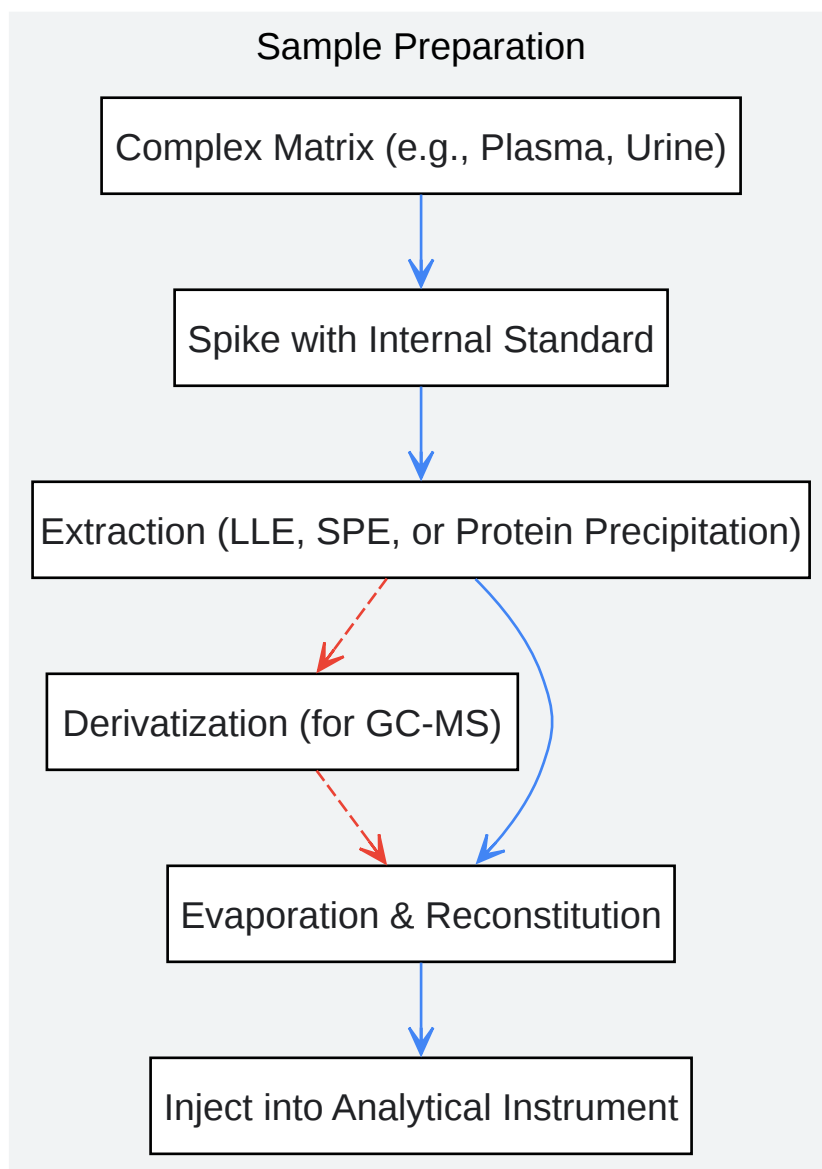 Sample Preparation
Complex Matrix (e.g., Plasma, Urine)
Spike with Internal Standard
Extraction (LLE, SPE, or Protein Precipitation)
Derivatization (for GC-MS)
Evaporation & Reconstitution
Inject into Analytical Instrument